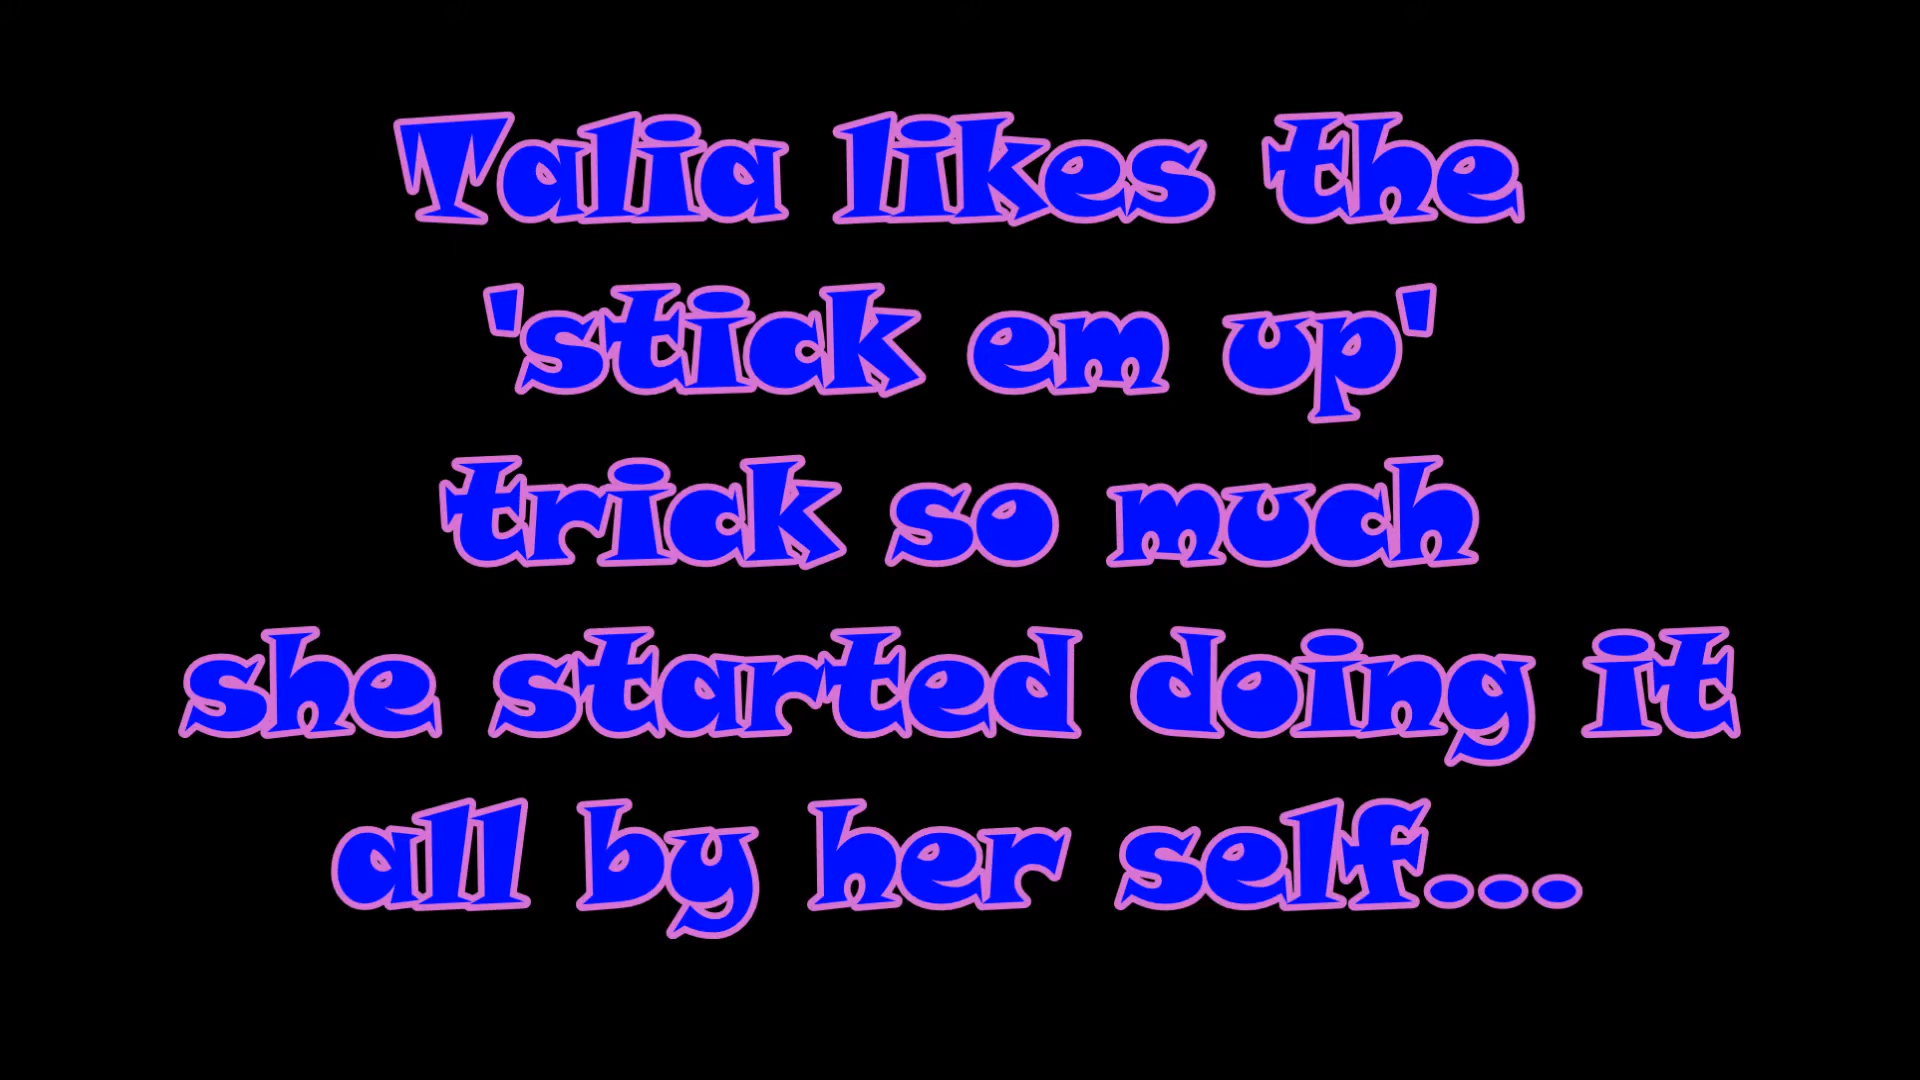 Talia likes the
'stick em up'
trick so much
she started doing it
all by her self...